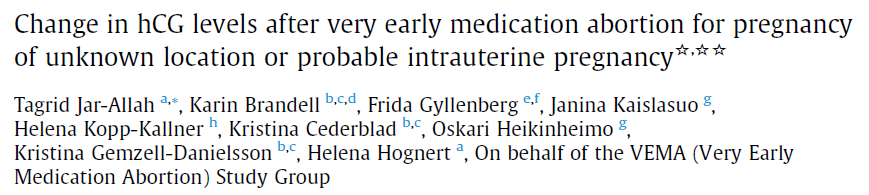 Change in hCG levels after very early medication abortion for pregnancy
of unknown location or probable intrauterine pregnancy☆,☆☆
Tagrid Jar-Allah a,*, Karin Brandell b,c,d, Frida Gyllenberg e,f, Janina Kaislasuo g,
Helena Kopp-Kallner h, Kristina Cederblad b,c, Oskari Heikinheimo g,
Kristina Gemzell-Danielsson b,c, Helena Hognert a, On behalf of the VEMA (Very Early
Medication Abortion) Study Group